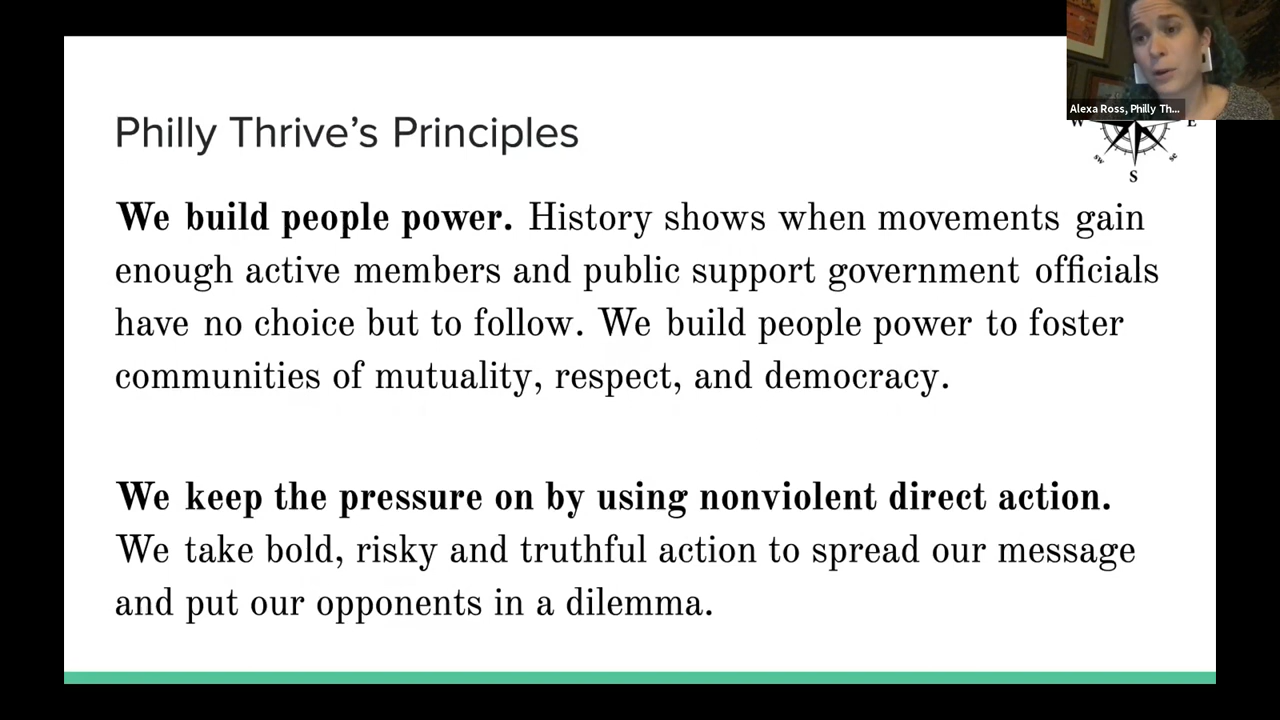 Alexa Ross, Philly Th...
Philly Thrive's Principles
W
E
sw
se
S
We build people power. History shows when movements gain
enough active members and public support government officials
have no choice but to follow. We build people power to foster
communities of mutuality, respect, and democracy.
We keep the pressure on by using nonviolent direct action.
We take bold, risky and truthful action to spread our message
and put our opponents in a dilemma.